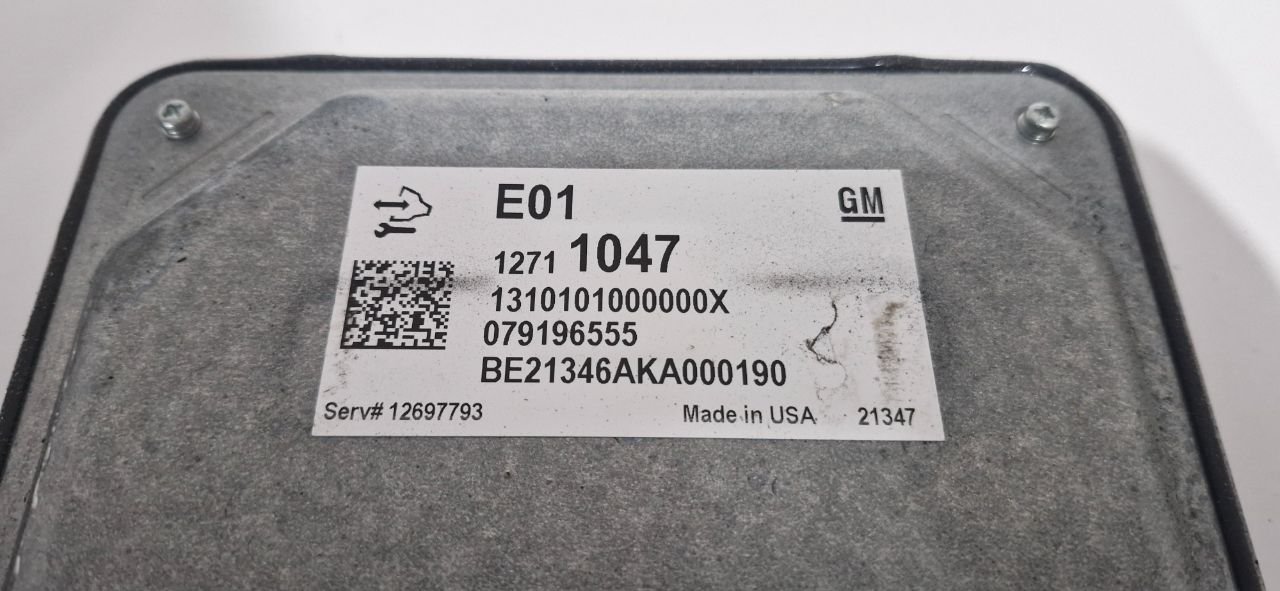 E01
GM
1271 1047
1310101000000X
079196555
BE21346AKA000190
Serv# 12697793 Made in USA 21347